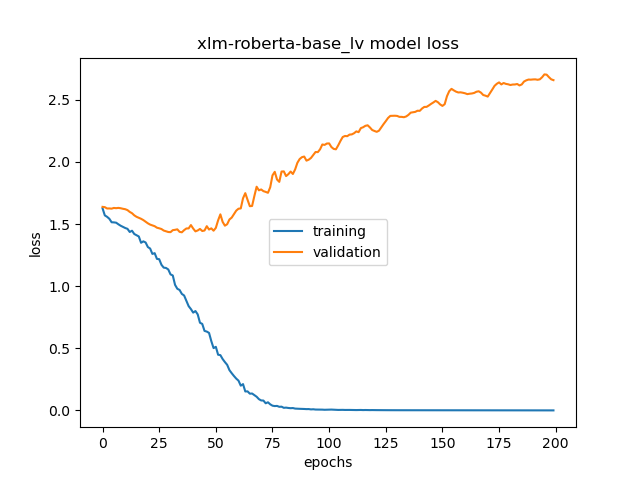 xlm-roberta-base_lv model loss
loss
2.5
2.0
1.5
1.0
0.5
0.0
training
validation
0 25 50 75 100 125 150 175 200
epochs